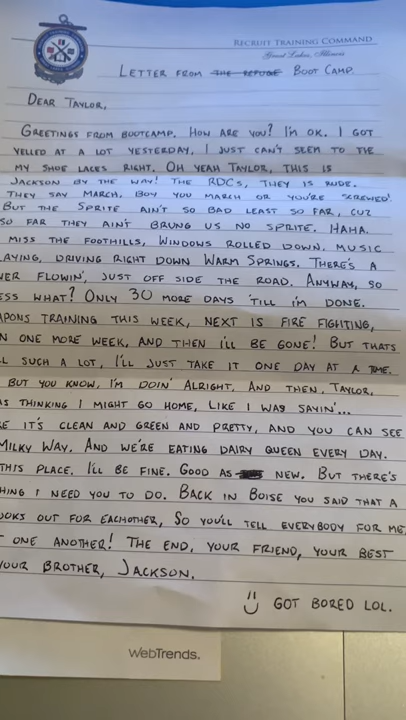 RECRUIT TRAINING COMMAND
Great Lakes, Illinois
LETTER FROM THE REFUGE BOOT CAMP.
DEAR TAYLOR,
GREETINGS FROM BOOTCAMP. HOW ARE YOU? I'M OK. I GOT
YELLED AT A LOT YESTERDAY, I JUST CAN'T SEEM TO TIE
MY SHOE LACES RIGHT. OH YEAH TAYLOR, THIS IS
JACKSON BY THE WAY! THE RDCS, THEY IS RUDE.
THEY SAY MARCH, BOY YOU MARCH OR YOU'RE SCREWED!
BUT THE SPRITE AIN'T SO BAD LEAST SO FAR, CUZ
SO FAR THEY AIN'T BRUNG US NO SPRITE. HAHA.
MISS THE FOOTHILLS, WINDOWS ROLLED DOWN. MUSIC
AYING, DRIVING RIGHT DOWN WARM SPRINGS. THERE'S A
VER FLOWIN', JUST OFF SIDE THE ROAD. ANYWAY, SO
ESS WHAT? ONLY 30 MORE DAYS 'TILL I'M DONE.
APONS TRAINING THIS WEEK, NEXT IS FIRE FIGHTING,
N ONE MORE WEEK, AND THEN I'LL BE GONE! BUT THATS
L SUCH A LOT, I'LL JUST TAKE IT ONE DAY AT A TIME.
BUT YOU KNOW, I'M DOIN' ALRIGHT. AND THEN, TAYLOR,
AS THINKING I MIGHT GO HOME, LIKE I WAS SAYIN'...
E IT'S CLEAN AND GREEN AND PRETTY, AND YOU CAN SEE
MILKY WAY. AND WE'RE EATING DAIRY QUEEN EVERY DAY.
THIS PLACE, I'LL BE FINE. GOOD AS NEW. BUT THERE'S
HING I NEED YOU TO DO. BACK IN BOISE YOU SAID THAT A
OOKS OUT FOR EACHOTHER, SO YOU'LL TELL EVERYBODY FOR ME,
ONE ANOTHER! THE END, YOUR FRIEND, YOUR BEST
YOUR BROTHER, JACKSON.
GOT BORED LOL.
WebTrends.